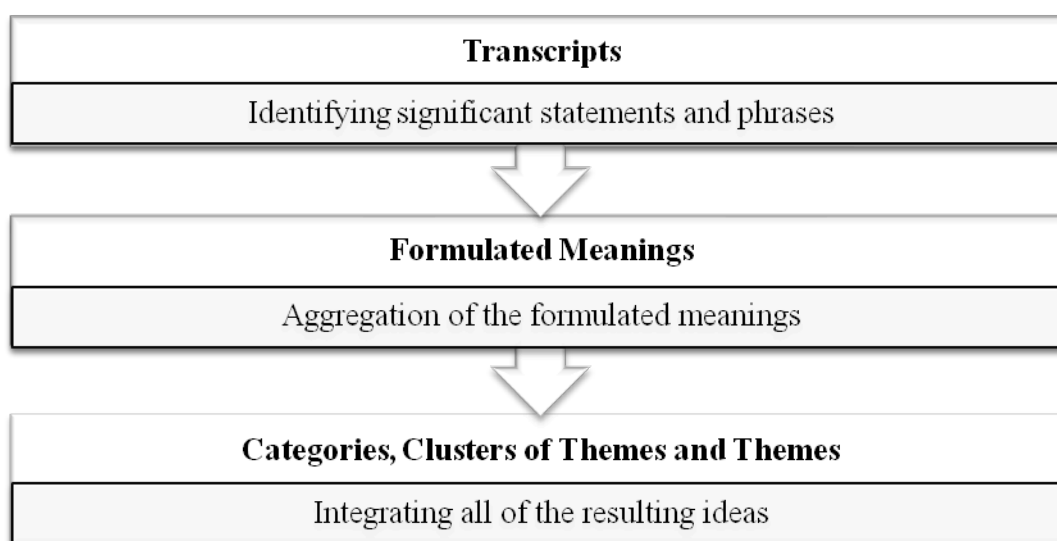 Transcripts
Identifying significant statements and phrases
Formulated Meanings
Aggregation of the formulated meanings
Categories, Clusters of Themes and Themes
Integrating all of the resulting ideas